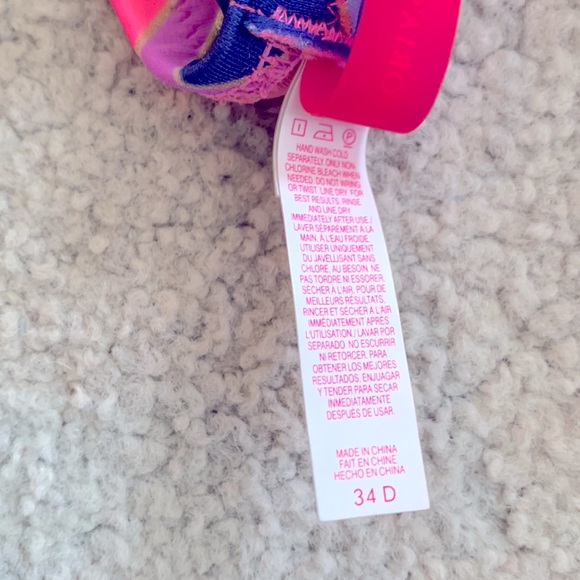 P
HAND WASH COLD
SEPARATELY. ONLY NON-
CHLORINE BLEACH WHEN
NEEDED. DO NOT WRING
OR TWIST. LINE DRY. FOR
BEST RESULTS, RINSE
AND LINE DRY
IMMEDIATELY AFTER USE./
LAVER SÉPARÉMENT À LA
MAIN, À L'EAU FROIDE.
UTILISER UNIQUEMENT
DU JAVELLISANT SANS
CHLORE, AU BESOIN. NE
PAS TORDRE NI ESSORER.
SÉCHER À L'AIR. POUR DE
MEILLEURS RÉSULTATS,
RINCER ET SÉCHER À L'AIR
IMMÉDIATEMENT APRÈS
L'UTILISATION./ LAVAR POR
SEPARADO. NO ESCURRIR
NI RETORCER. PARA
OBTENER LOS MEJORES
RESULTADOS, ENJUAGAR
Y TENDER PARA SECAR
INMEDIATAMENTE
DESPUÉS DE USAR.
MADE IN CHINA
FAIT EN CHINE
HECHO EN CHINA
34 D